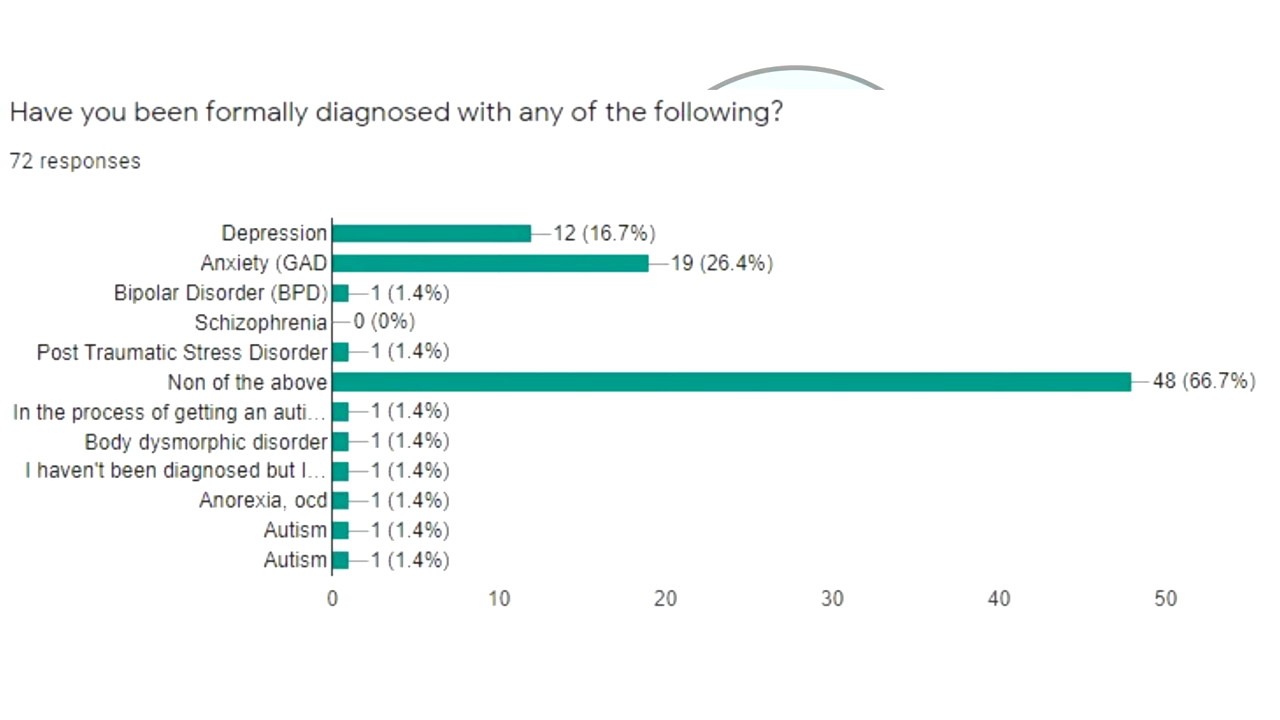 Have you been formally diagnosed with any of the following?
72 responses
Depression 12 (16.7%)
Anxiety (GAD 19 (26.4%)
Bipolar Disorder (BPD) 1 (1.4%)
Schizophrenia 0 (0%)
Post Traumatic Stress Disorder 1 (1.4%)
Non of the above 48 (66.7%)
In the process of getting an auti... 1 (1.4%)
Body dysmorphic disorder 1 (1.4%)
I haven't been diagnosed but I... 1 (1.4%)
Anorexia, ocd 1 (1.4%)
Autism 1 (1.4%)
Autism 1 (1.4%)
0 10 20 30 40 50